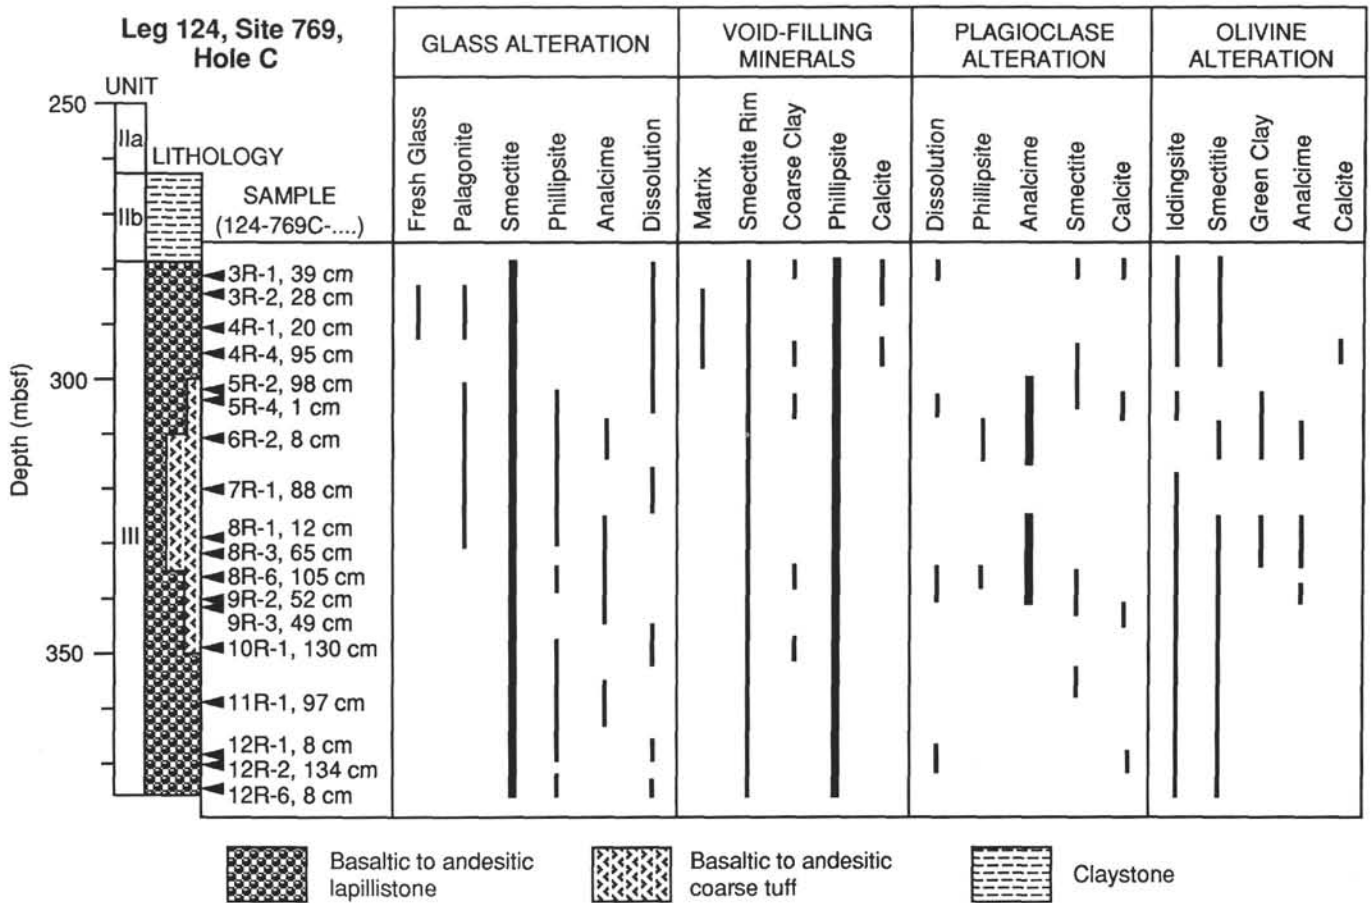 Leg 124, Site 769,
Hole C
GLASS ALTERATION
VOID-FILLING
MINERALS
PLAGIOCLASE
ALTERATION
OLIVINE
ALTERATION
UNIT
LITHOLOGY
SAMPLE
(124-769C-....)
Fresh Glass
Palagonite
Smectite
Phillipsite
Analcime
Dissolution
Matrix
Smectite Rim
Coarse Clay
Phillipsite
Calcite
Dissolution
Phillipsite
Analcime
Smectite
Calcite
Iddingsite
Smectitie
Green Clay
Analcime
Calcite
Depth (mbsf)
250
300
350
IIa
IIb
III
3R-1, 39 cm
3R-2, 28 cm
4R-1, 20 cm
4R-4, 95 cm
5R-2, 98 cm
5R-4, 1 cm
6R-2, 8 cm
7R-1, 88 cm
8R-1, 12 cm
8R-3, 65 cm
8R-6, 105 cm
9R-2, 52 cm
9R-3, 49 cm
10R-1, 130 cm
11R-1, 97 cm
12R-1, 8 cm
12R-2, 134 cm
12R-6, 8 cm
Basaltic to andesitic
lapillistone
Basaltic to andesitic
coarse tuff
Claystone